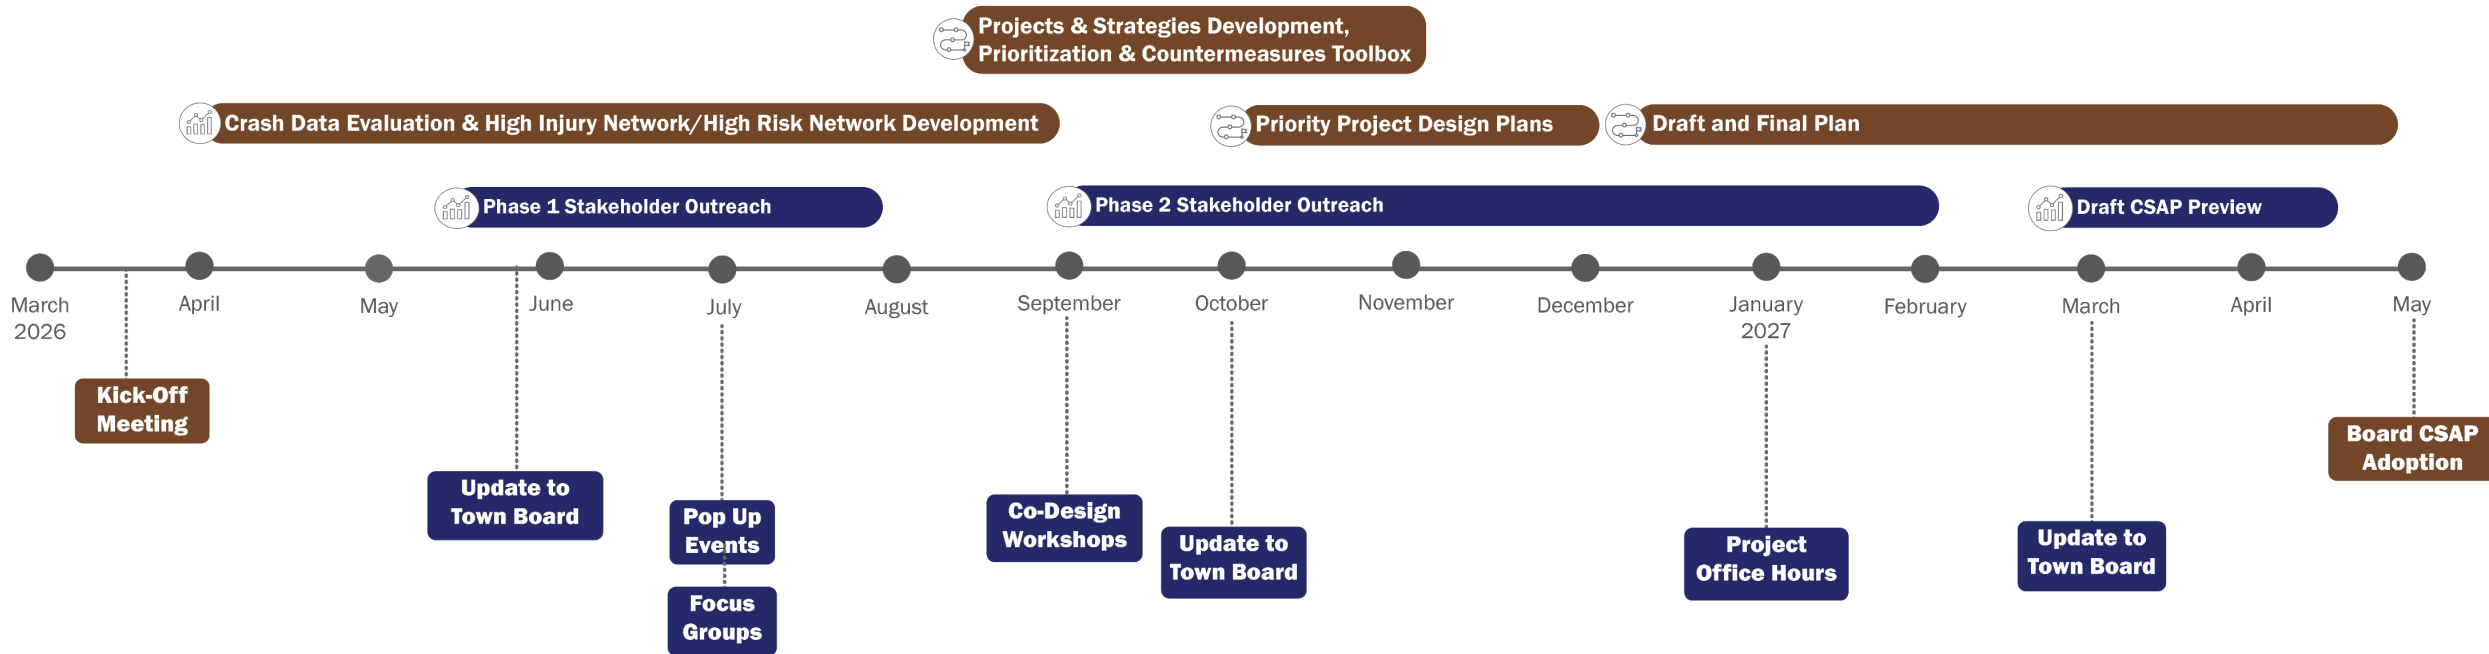 Projects & Strategies Development,
Prioritization & Countermeasures Toolbox
Crash Data Evaluation & High Injury Network/High Risk Network Development
Priority Project Design Plans
Draft and Final Plan
Phase 1 Stakeholder Outreach
Phase 2 Stakeholder Outreach
Draft CSAP Preview
March
2026
April
May
June
July
August
September
October
November
December
January
2027
February
March
April
May
Kick-Off
Meeting
Update to
Town Board
Pop Up
Events
Focus
Groups
Co-Design
Workshops
Update to
Town Board
Project
Office Hours
Update to
Town Board
Board CSAP
Adoption